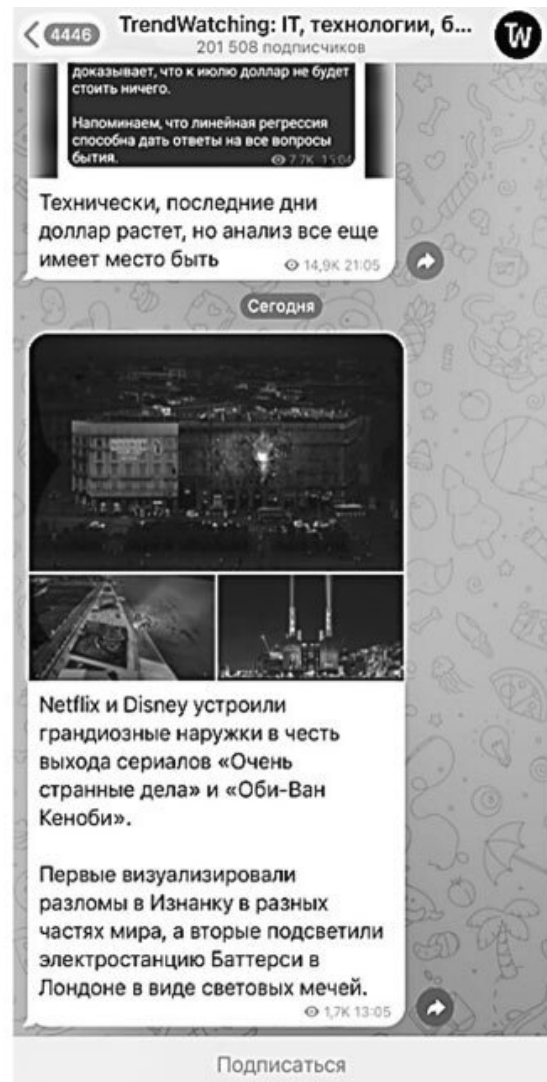 4446
TrendWatching: IT, технологии, б...
201 508 подписчиков
TW
доказывает, что к июлю доллар не будет
стоить ничего.
Напоминаем, что линейная регрессия
способна дать ответы на все вопросы
бытия.
7.7K 15:04
Технически, последние дни
доллар растет, но анализ все еще
имеет место быть
14,9K 21:05
Сегодня
Netflix и Disney устроили
грандиозные наружки в честь
выхода сериалов «Очень
странные дела» и «Оби-Ван
Кеноби».
Первые визуализировали
разломы в Изнанку в разных
частях мира, а вторые подсветили
электростанцию Баттерси в
Лондоне в виде световых мечей.
1,7K 13:05
Подписаться